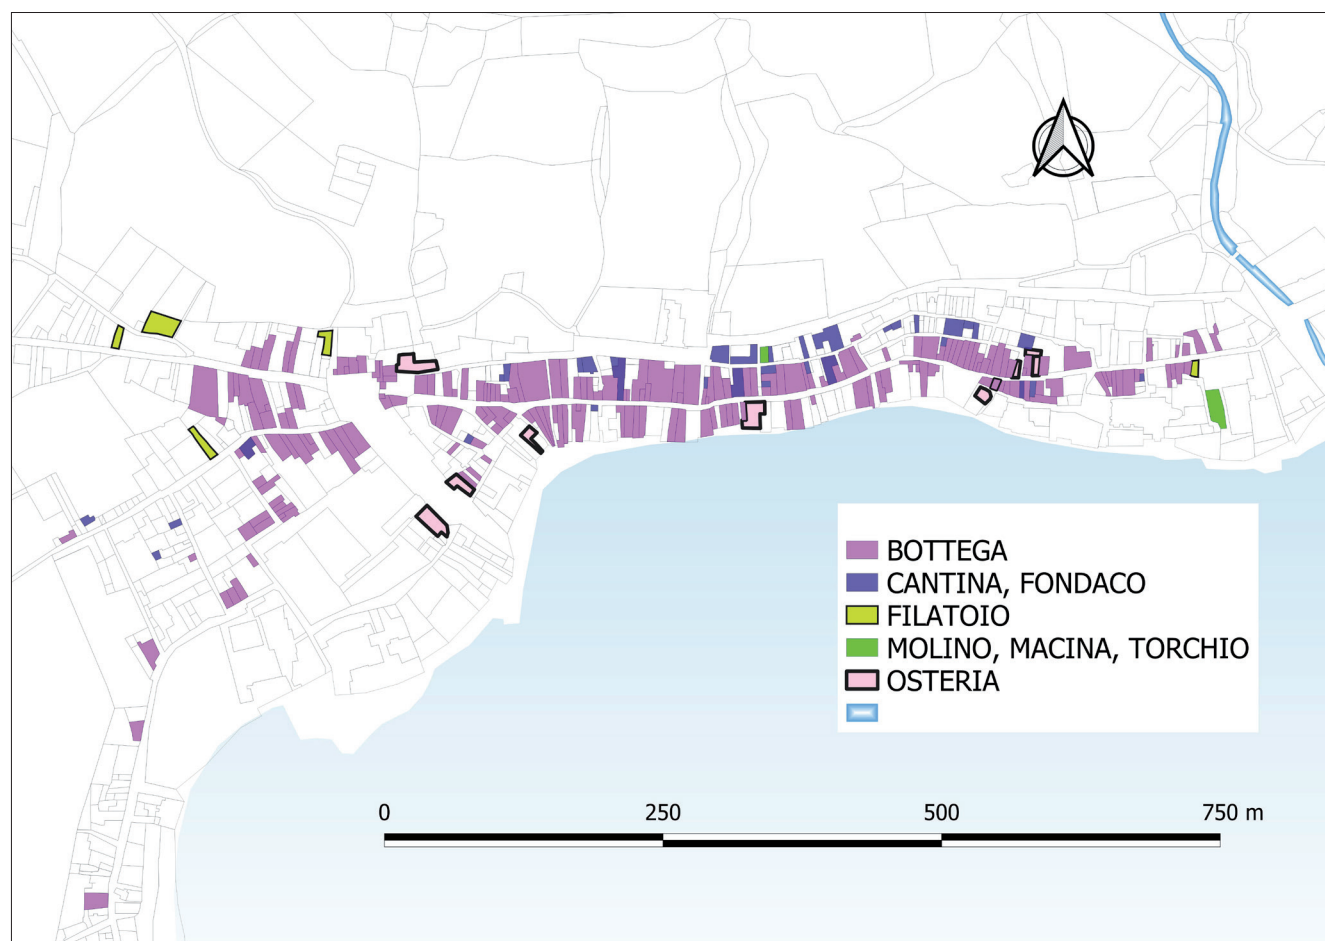 BOTTEGA
CANTINA, FONDACO
FILATOIO
MOLINO, MACINA, TORCHIO
OSTERIA
0 250 500 750 m